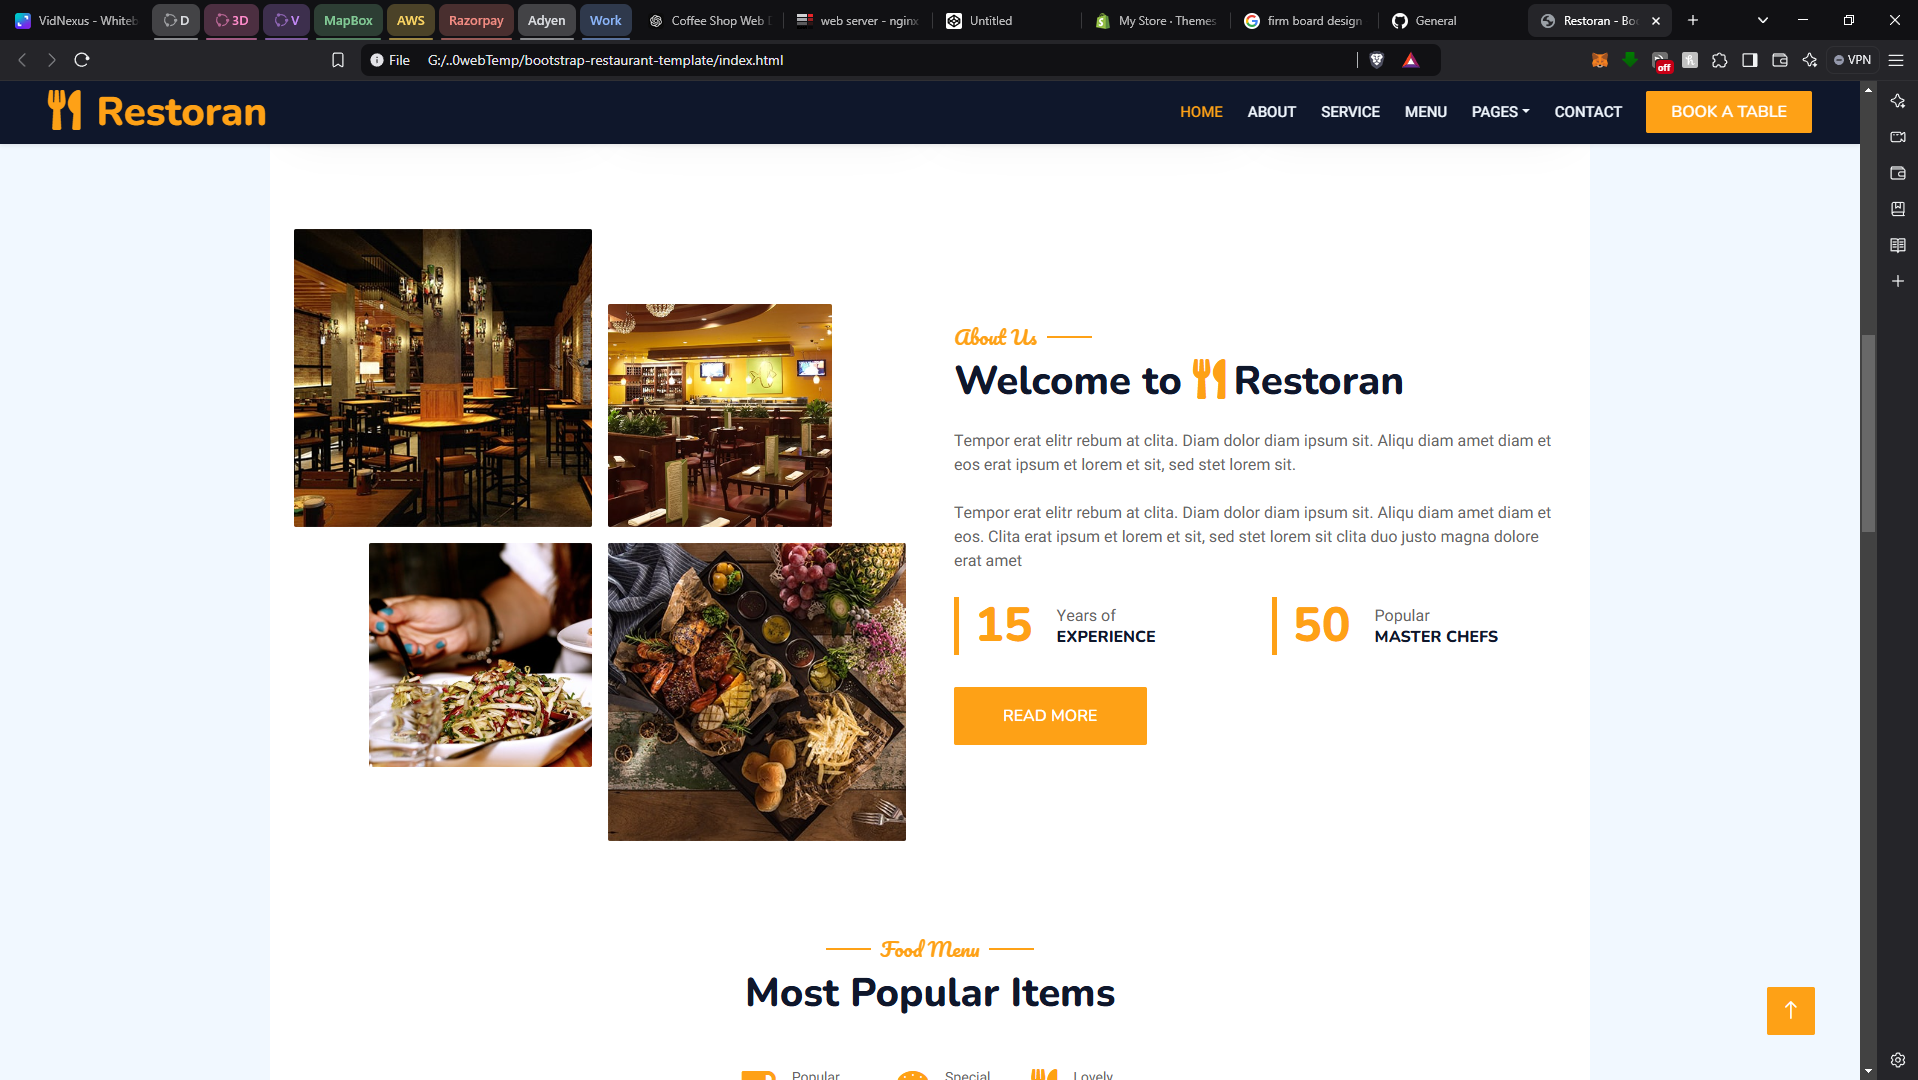 VidNexus - Whiteb
D
3D
V
MapBox
AWS
Razorpay
Adyen
Work
Coffee Shop Web D
web server - nginx
Untitled
My Store · Themes
firm board design
General
Restoran - Boo
File G:/..0webTemp/bootstrap-restaurant-template/index.html
off
VPN
Restoran
HOME
ABOUT
SERVICE
MENU
PAGES
CONTACT
BOOK A TABLE
About Us
Welcome to Restoran
Tempor erat elitr rebum at clita. Diam dolor diam ipsum sit. Aliqu diam amet diam et
eos erat ipsum et lorem et sit, sed stet lorem sit.
Tempor erat elitr rebum at clita. Diam dolor diam ipsum sit. Aliqu diam amet diam et
eos. Clita erat ipsum et lorem et sit, sed stet lorem sit clita duo justo magna dolore
erat amet
15
Years of
EXPERIENCE
50
Popular
MASTER CHEFS
READ MORE
Food Menu
Most Popular Items
Popular
Special
Lovely